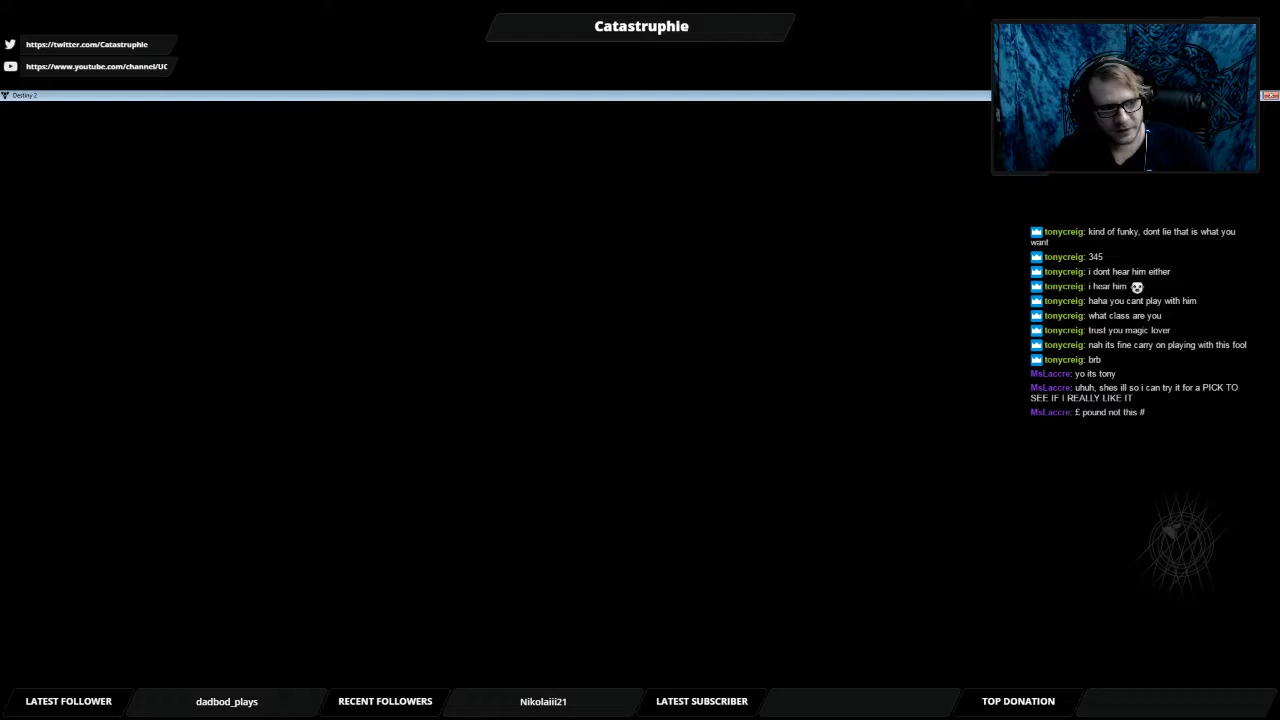 Catastruphle
https://twitter.com/Catastruphle
https://www.youtube.com/channel/UC
Destiny 2
tonycreig: kind of funky, dont lie that is what you
want
tonycreig: 345
tonycreig: i dont hear him either
tonycreig: i hear him
tonycreig: haha you cant play with him
tonycreig: what class are you
tonycreig: trust you magic lover
tonycreig: nah its fine carry on playing with this fool
tonycreig: brb
MsLaccre: yo its tony
MsLaccre: uhuh, shes ill so i can try it for a PICK TO
SEE IF I REALLY LIKE IT
MsLaccre: £ pound not this #
LATEST FOLLOWER dadbod_plays RECENT FOLLOWERS Nikolaiii21 LATEST SUBSCRIBER TOP DONATION